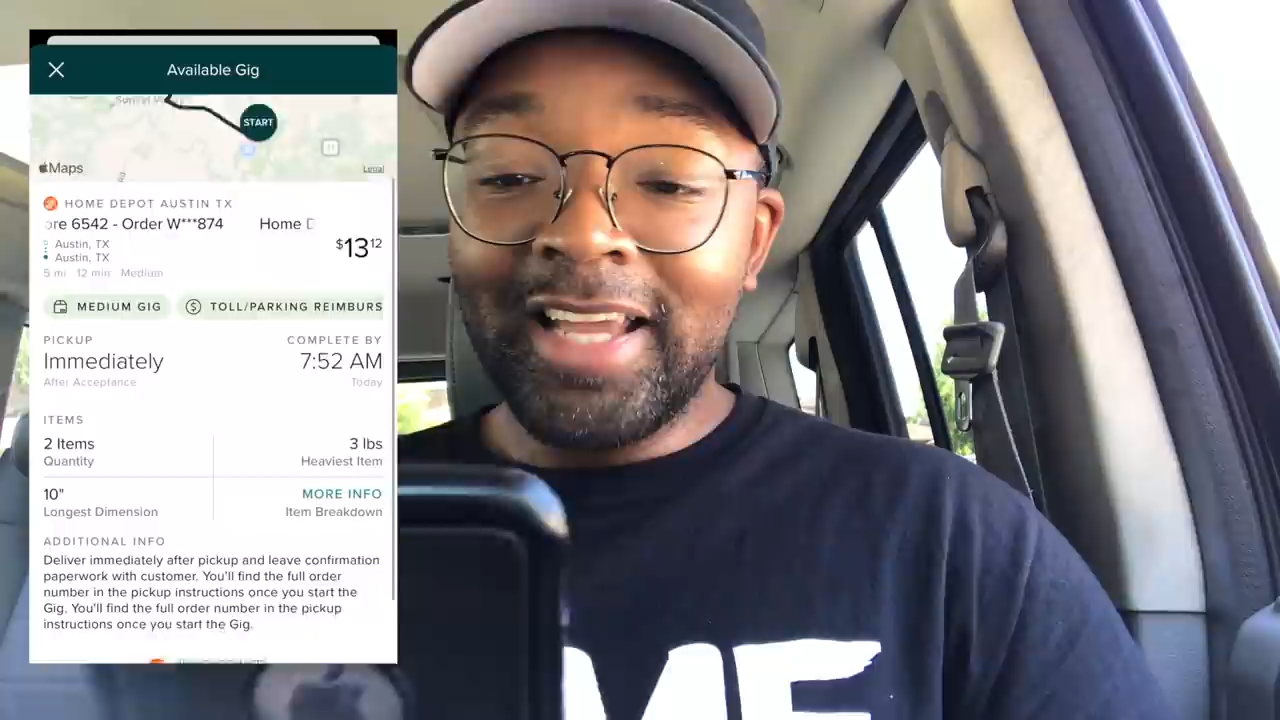 Available Gig
START
Maps
Legal
HOME DEPOT AUSTIN TX
ore 6542 - Order W***874 Home D
Austin, TX
Austin, TX
$13 12
5 mi 12 min Medium
MEDIUM GIG
TOLL/PARKING REIMBURS
PICKUP
Immediately
After Acceptance
COMPLETE BY
7:52 AM
Today
ITEMS
2 Items
Quantity
3 lbs
Heaviest Item
10"
Longest Dimension
MORE INFO
Item Breakdown
ADDITIONAL INFO
Deliver immediately after pickup and leave confirmation
paperwork with customer. You'll find the full order
number in the pickup instructions once you start the
Gig. You'll find the full order number in the pickup
instructions once you start the Gig.
ME